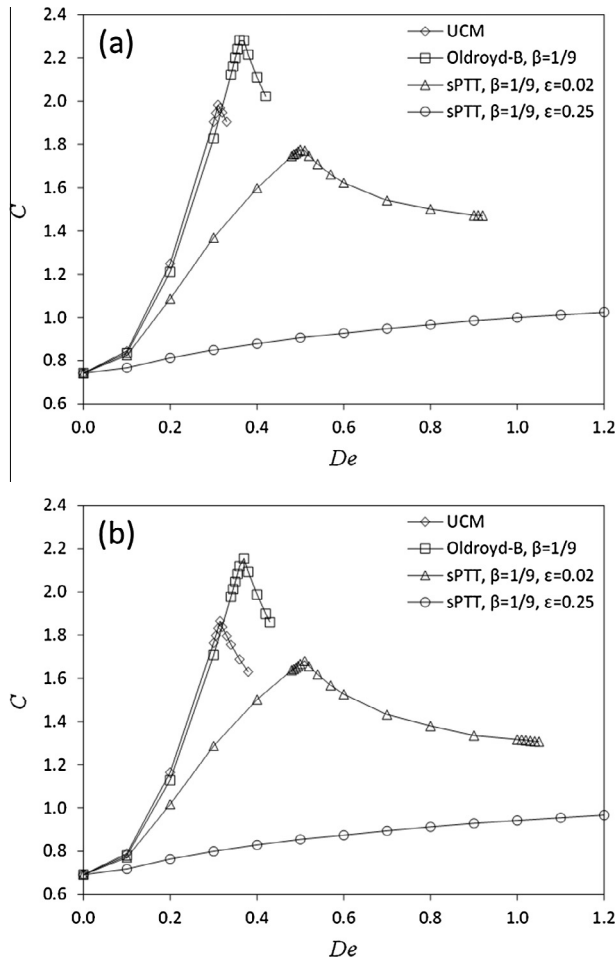 (a)
UCM
Oldroyd-B, β=1/9
sPTT, β=1/9, ε=0.02
sPTT, β=1/9, ε=0.25
2.4
2.2
2.0
1.8
1.6
1.4
1.2
1.0
0.8
0.6
C
0.0 0.2 0.4 0.6 0.8 1.0 1.2
De
(b)
UCM
Oldroyd-B, β=1/9
sPTT, β=1/9, ε=0.02
sPTT, β=1/9, ε=0.25
2.4
2.2
2.0
1.8
1.6
1.4
1.2
1.0
0.8
0.6
C
0.0 0.2 0.4 0.6 0.8 1.0 1.2
De